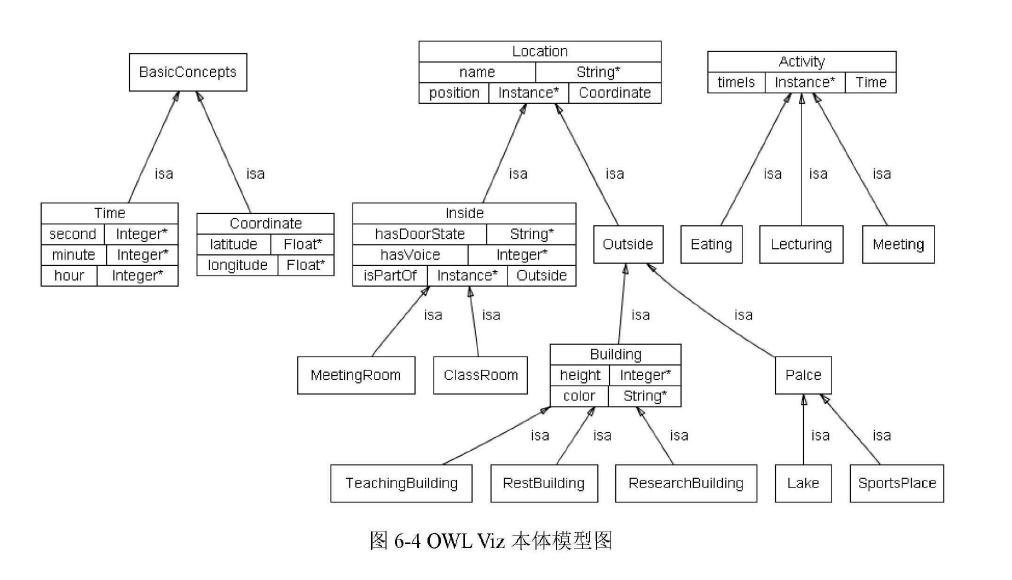 BasicConcepts
Location
name String*
position Instance* Coordinate
Activity
timeIs Instance* Time
isa isa isa isa isa isa isa
Time
second Integer*
minute Integer*
hour Integer*
Coordinate
latitude Float*
longitude Float*
Inside
hasDoorState String*
hasVoice Integer*
isPartOf Instance* Outside
Outside
Eating
Lecturing
Meeting
isa isa isa isa
MeetingRoom
ClassRoom
Building
height Integer*
color String*
Palce
isa isa isa isa isa
TeachingBuilding
RestBuilding
ResearchBuilding
Lake
SportsPlace
图 6-4 OWL Viz 本体模型图